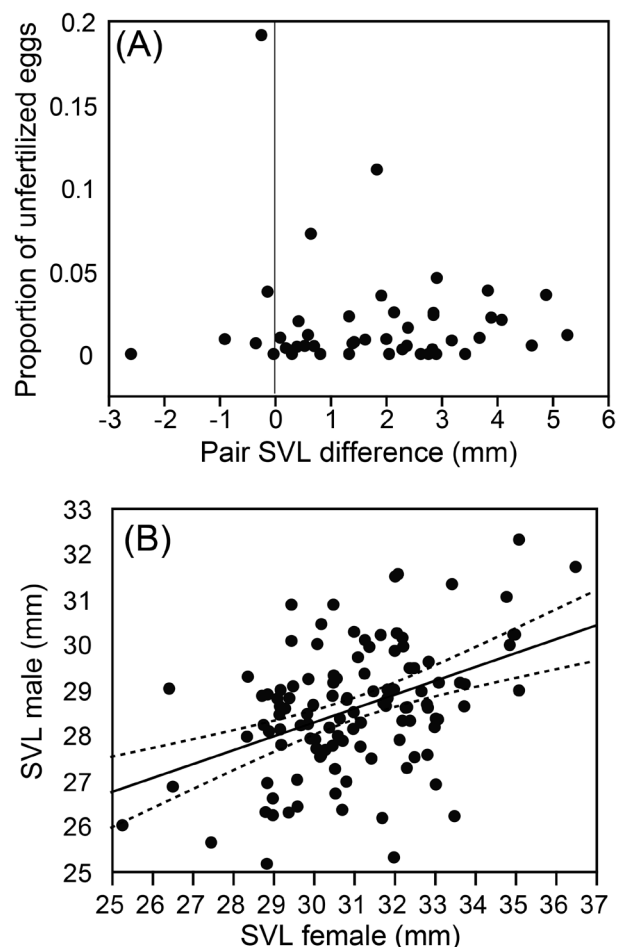 (A)
Proportion of unfertilized eggs
0.2
0.15
0.1
0.05
0
-3 -2 -1 0 1 2 3 4 5 6
Pair SVL difference (mm)
(B)
SVL male (mm)
33
32
31
30
29
28
27
26
25
25 26 27 28 29 30 31 32 33 34 35 36 37
SVL female (mm)